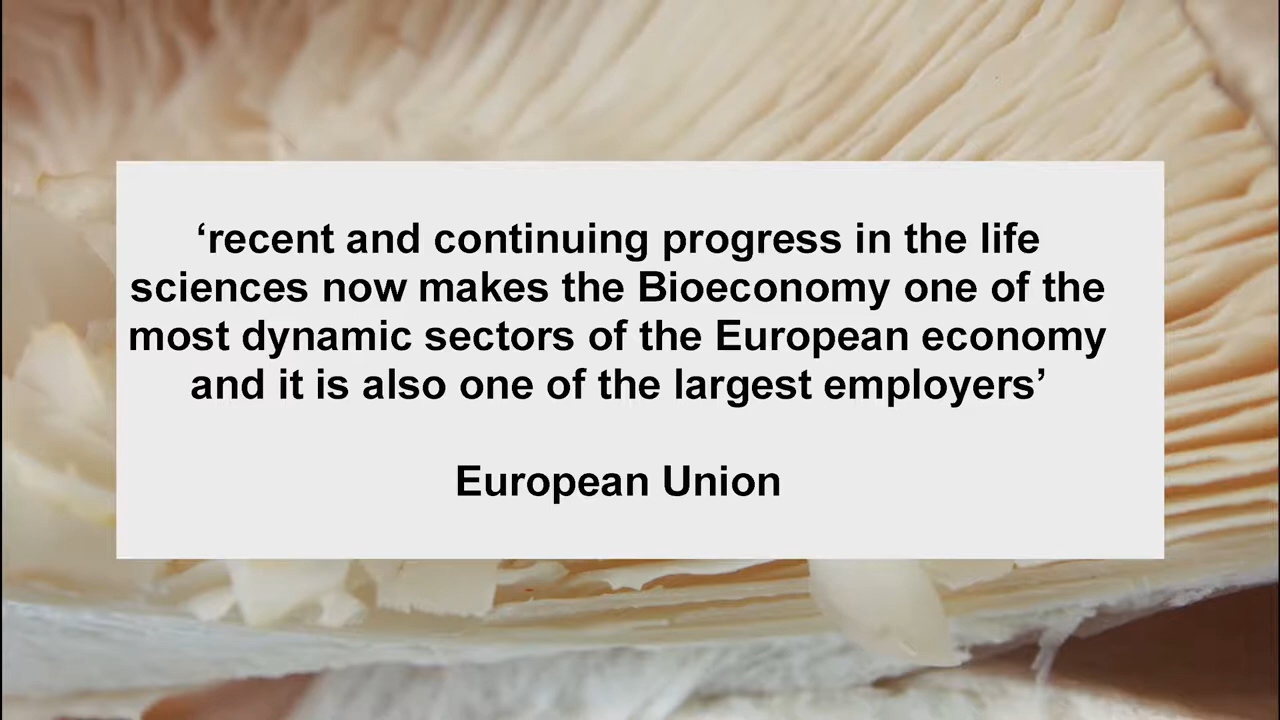 ‘recent and continuing progress in the life
sciences now makes the Bioeconomy one of the
most dynamic sectors of the European economy
and it is also one of the largest employers’
European Union